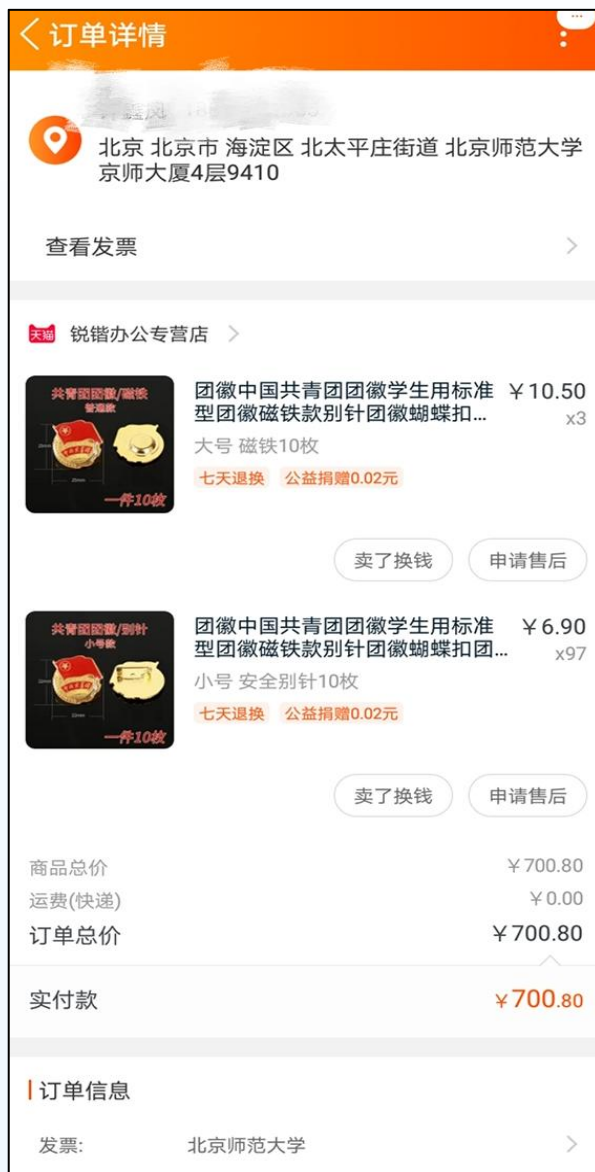 订单详情
北京 北京市 海淀区 北太平庄街道 北京师范大学
京师大厦4层9410
查看发票
天猫 锐锴办公专营店
共青团团徽/磁铁
普通款
一件10枚
团徽中国共青团团徽学生用标准 ￥10.50
型团徽磁铁款别针团徽蝴蝶扣... x3
大号 磁铁10枚
七天退换 公益捐赠0.02元
卖了换钱 申请售后
共青团团徽/别针
小号款
一件10枚
团徽中国共青团团徽学生用标准 ￥6.90
型团徽磁铁款别针团徽蝴蝶扣团... x97
小号 安全别针10枚
七天退换 公益捐赠0.02元
卖了换钱 申请售后
商品总价 ￥700.80
运费(快递) ￥0.00
订单总价 ￥700.80
实付款 ￥700.80
订单信息
发票: 北京师范大学